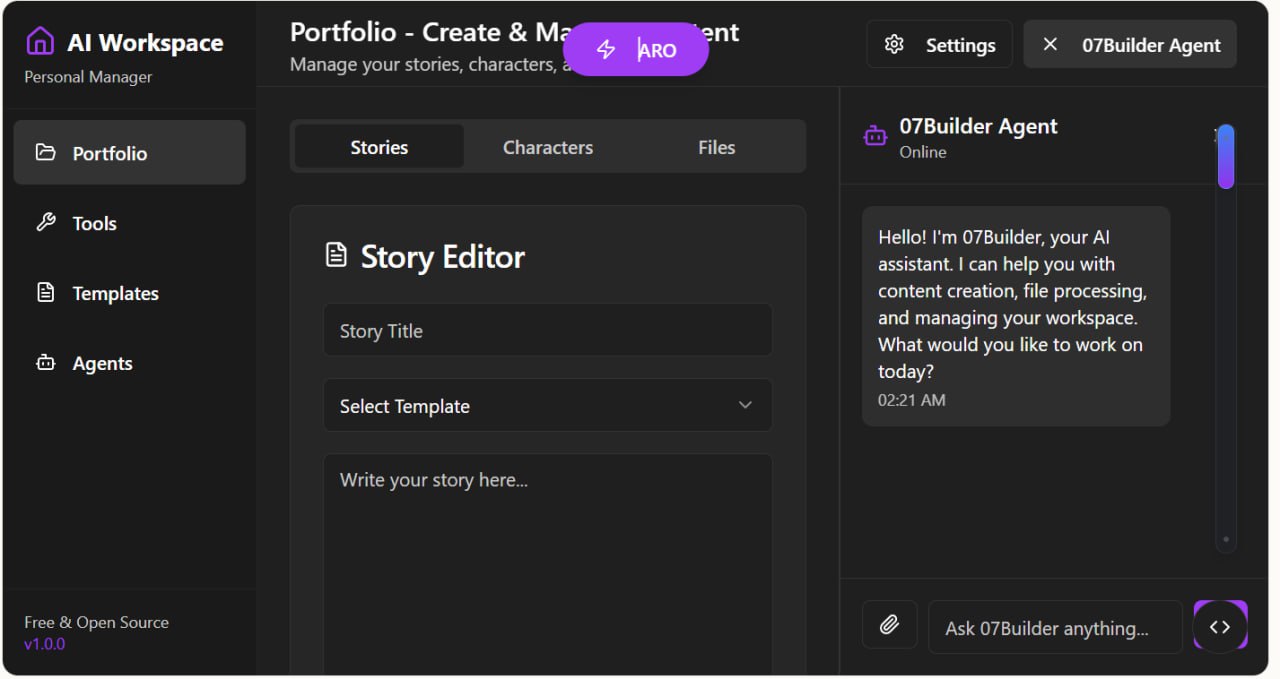 AI Workspace
Personal Manager
Portfolio
Tools
Templates
Agents
Free & Open Source
v1.0.0
Portfolio - Create & Ma
ent
Manage your stories, characters, a
ARO
Settings
07Builder Agent
Stories
Characters
Files
Story Editor
Story Title
Select Template
Write your story here...
07Builder Agent
Online
Hello! I'm 07Builder, your AI
assistant. I can help you with
content creation, file processing,
and managing your workspace.
What would you like to work on
today?
02:21 AM
Ask 07Builder anything...